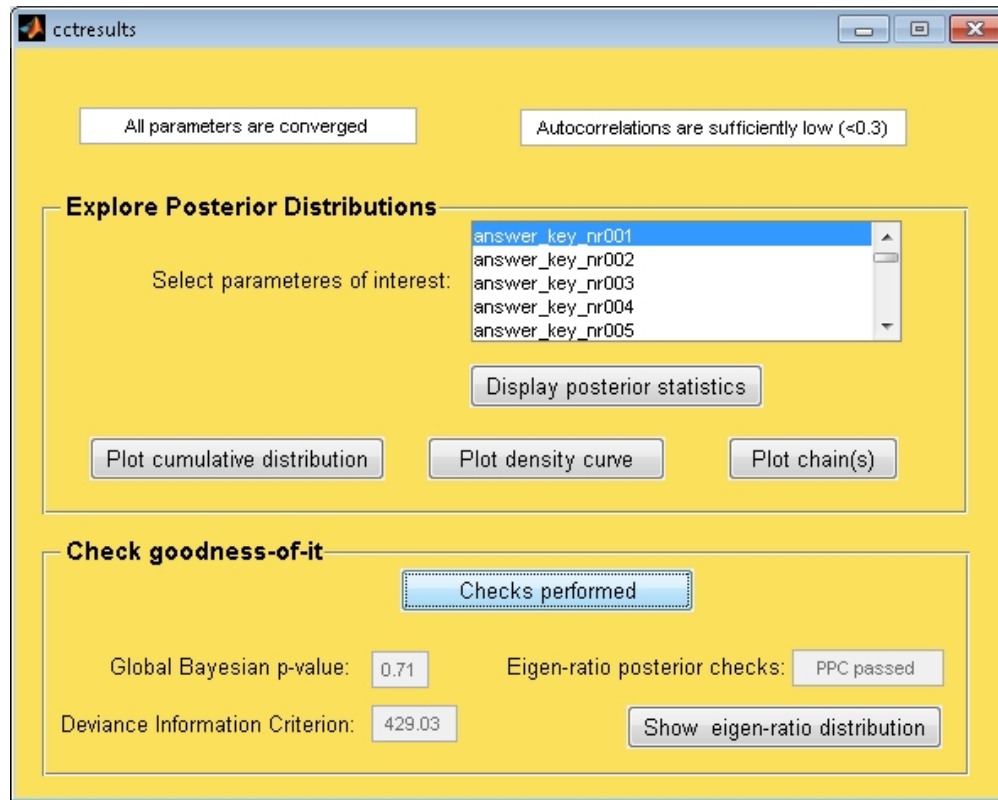 cctresults
All parameters are converged
Autocorrelations are sufficiently low (<0.3)
Explore Posterior Distributions
Select parameteres of interest:
answer_key_nr001
answer_key_nr002
answer_key_nr003
answer_key_nr004
answer_key_nr005
Display posterior statistics
Plot cumulative distribution
Plot density curve
Plot chain(s)
Check goodness-of-it
Checks performed
Global Bayesian p-value: 0.71
Eigen-ratio posterior checks: PPC passed
Deviance Information Criterion: 429.03
Show eigen-ratio distribution